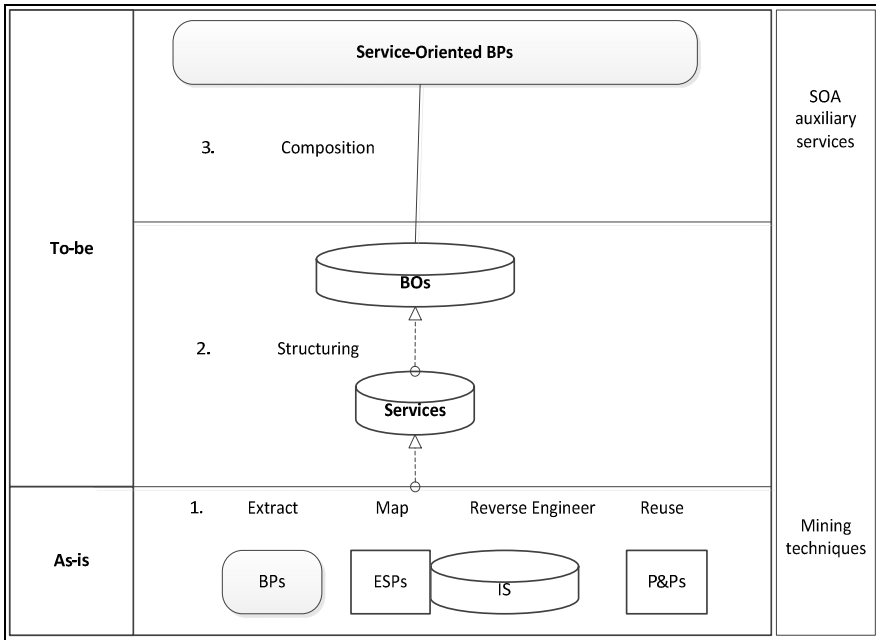 Service-Oriented BPs
SOA
auxiliary
services
3. Composition
To-be
BOs
2. Structuring
Services
1. Extract Map Reverse Engineer Reuse
Mining
techniques
As-is
BPs ESPs IS P&Ps